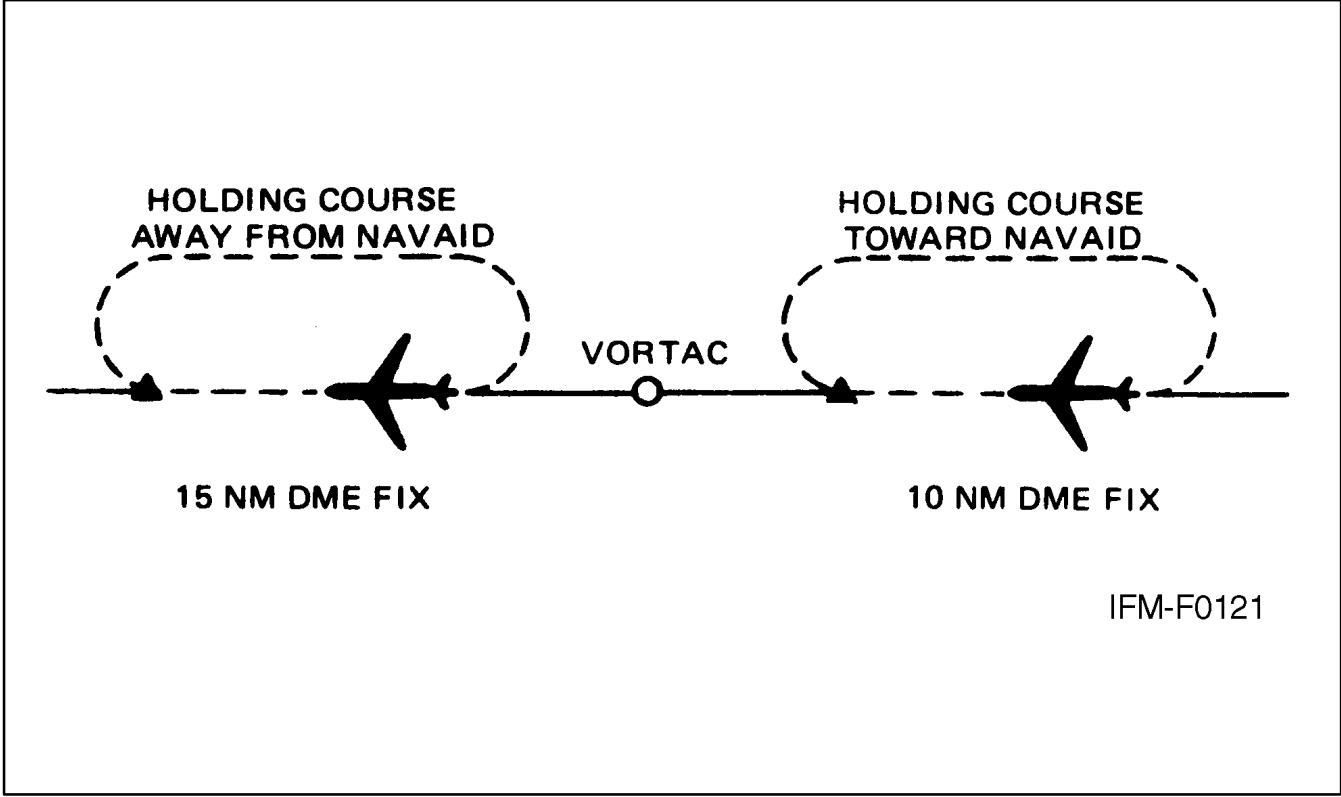 HOLDING COURSE
AWAY FROM NAVAID
HOLDING COURSE
TOWARD NAVAID
VORTAC
15 NM DME FIX
10 NM DME FIX
IFM-F0121